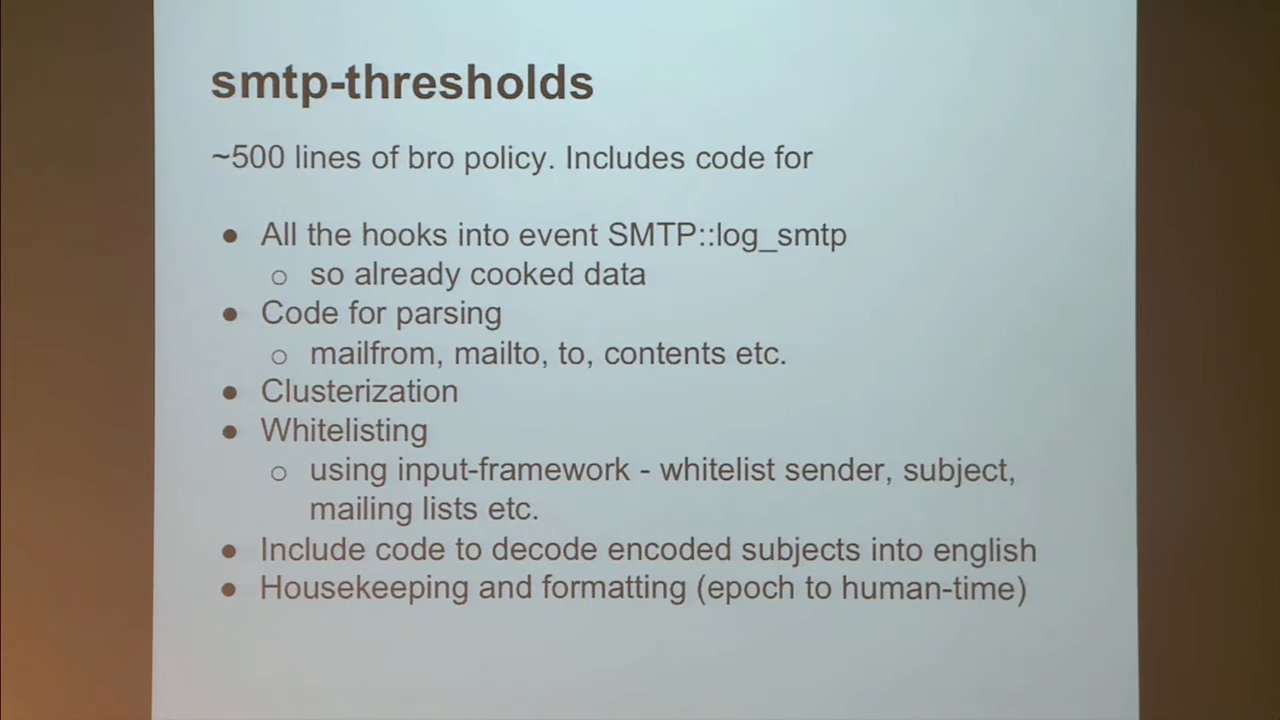 smtp-thresholds
~500 lines of bro policy. Includes code for
● All the hooks into event SMTP::log_smtp
○ so already cooked data
● Code for parsing
○ mailfrom, mailto, to, contents etc.
● Clusterization
● Whitelisting
○ using input-framework - whitelist sender, subject,
mailing lists etc.
● Include code to decode encoded subjects into english
● Housekeeping and formatting (epoch to human-time)